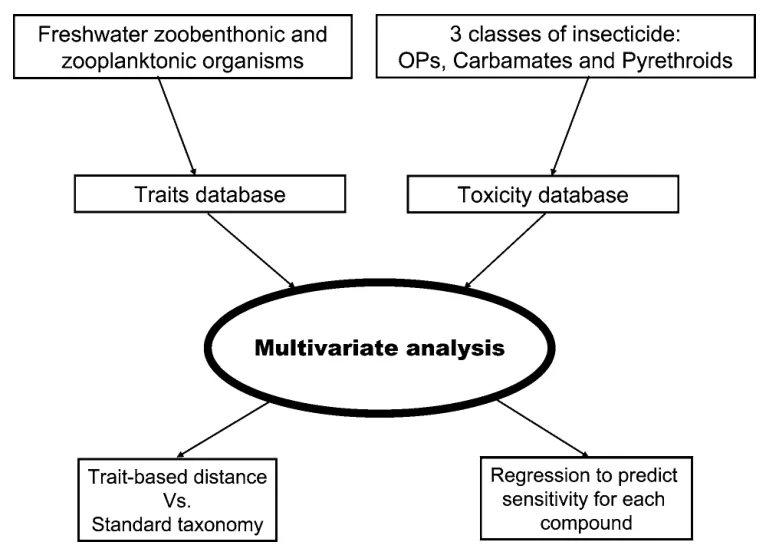 Freshwater zoobenthonic and
zooplanktonic organisms
3 classes of insecticide:
OPs, Carbamates and Pyrethroids
Traits database
Toxicity database
Multivariate analysis
Trait-based distance
Vs.
Standard taxonomy
Regression to predict
sensitivity for each
compound